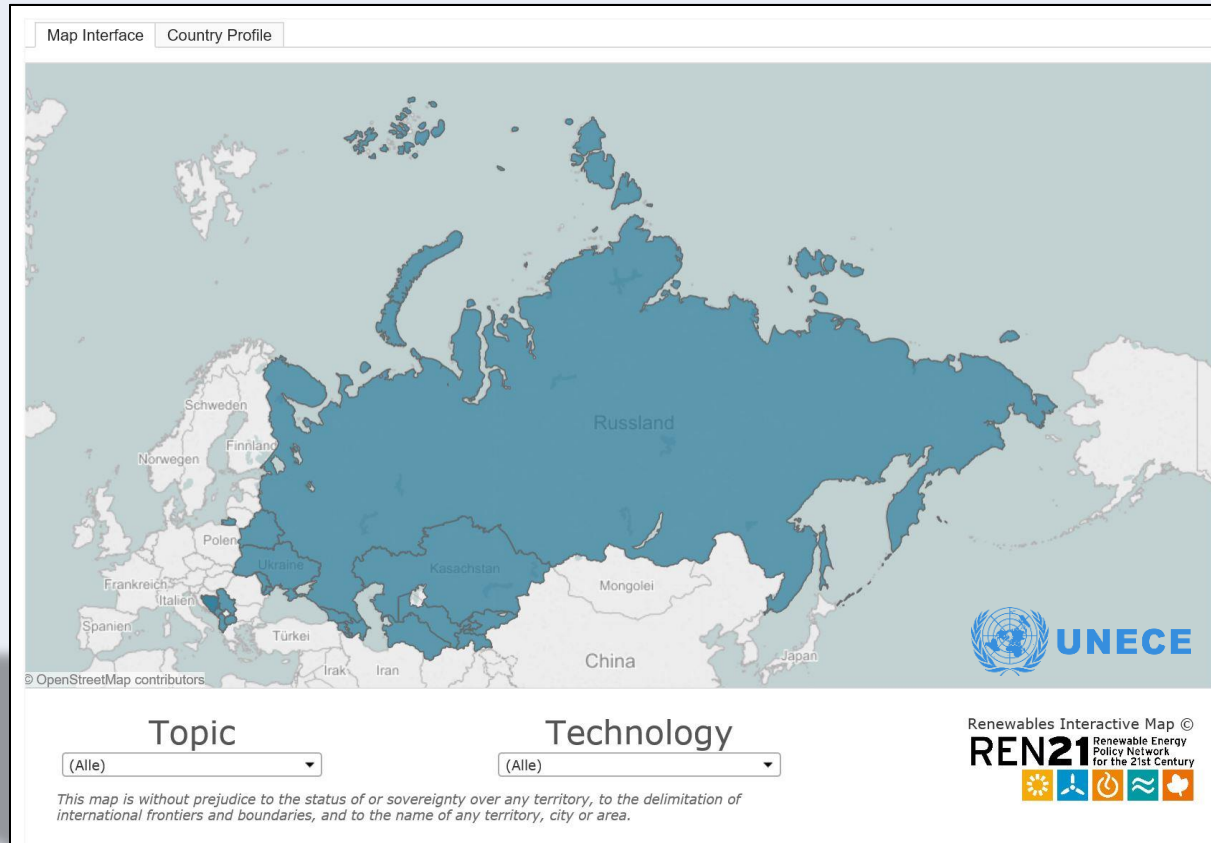 Map Interface
Country Profile
Schweden
Finnland
Norwegen
Russland
Polen
Ukraine
Kasachstan
Frankreich
Italien
Mongolei
Spanien
Türkei
China
Japan
Irak
Iran
© OpenStreetMap contributors
UNECE
Topic
Technology
(Alle)
(Alle)
This map is without prejudice to the status of or sovereignty over any territory, to the delimitation of
international frontiers and boundaries, and to the name of any territory, city or area.
Renewables Interactive Map ©
REN21 Renewable Energy
Policy Network
for the 21st Century